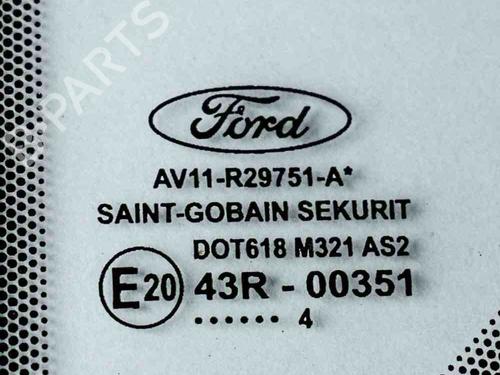 Ford
AV11-R29751-A*
SAINT-GOBAIN SEKURIT
DOT618 M321 AS2
E20 43R - 00351
...... 4